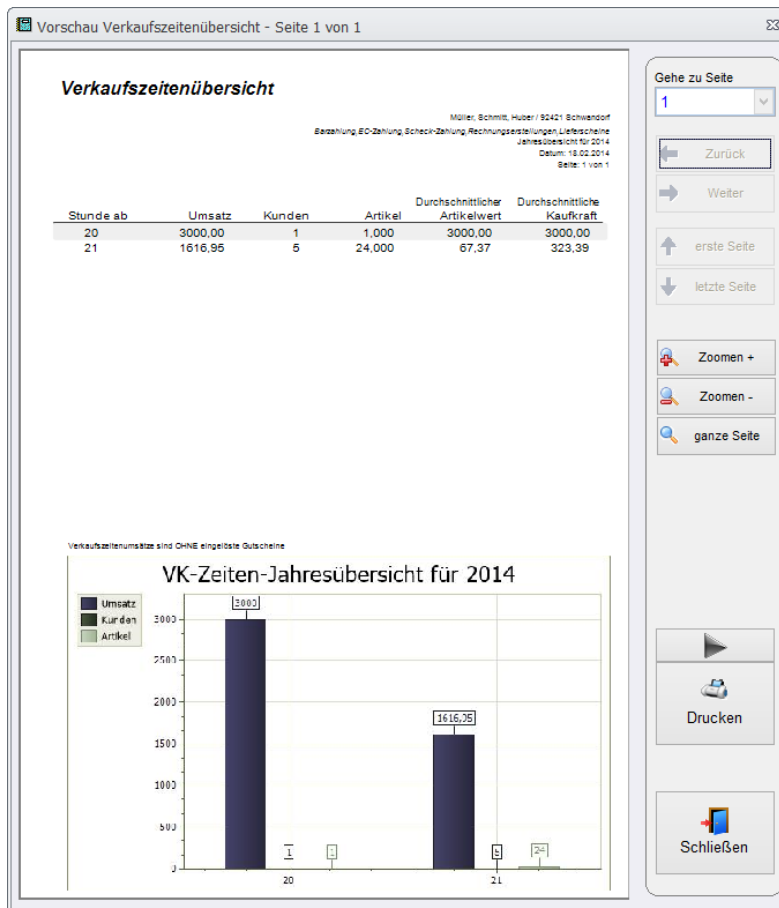 Vorschau Verkaufszeitenübersicht - Seite 1 von 1
Verkaufszeitenübersicht
Müller, Schmitt, Huber / 92421 Schwandorf
Barzahlung,EC-Zahlung,Scheck-Zahlung,Rechnungserstellungen,Lieferscheine
Jahresübersicht für 2014
Datum: 18.02.2014
Seite: 1 von 1
Stunde ab Umsatz Kunden Artikel Durchschnittlicher Artikelwert Durchschnittliche Kaufkraft
20 3000,00 1 1,000 3000,00 3000,00
21 1616,95 5 24,000 67,37 323,39
Verkaufszeitenumsätze sind OHNE eingelöste Gutscheine
VK-Zeiten-Jahresübersicht für 2014
Umsatz
Kunden
Artikel
3000
2500
2000
1500
1000
500
0
3000
1
1
1616,95
5
24
20
21
Gehe zu Seite
1
Zurück
Weiter
erste Seite
letzte Seite
Zoomen +
Zoomen -
ganze Seite
Drucken
Schließen